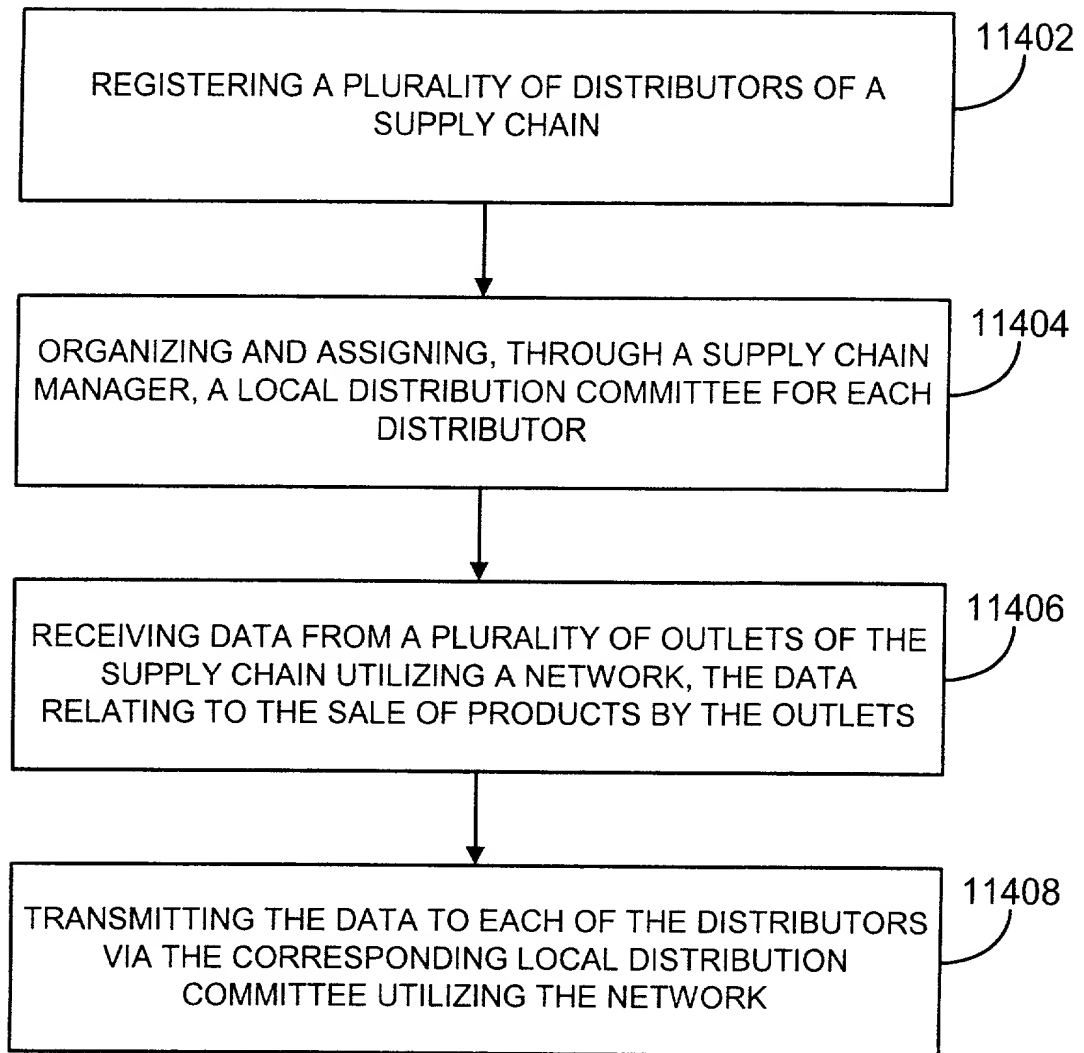 11402
REGISTERING A PLURALITY OF DISTRIBUTORS OF A
SUPPLY CHAIN
11404
ORGANIZING AND ASSIGNING, THROUGH A SUPPLY CHAIN
MANAGER, A LOCAL DISTRIBUTION COMMITTEE FOR EACH
DISTRIBUTOR
11406
RECEIVING DATA FROM A PLURALITY OF OUTLETS OF THE
SUPPLY CHAIN UTILIZING A NETWORK, THE DATA
RELATING TO THE SALE OF PRODUCTS BY THE OUTLETS
11408
TRANSMITTING THE DATA TO EACH OF THE DISTRIBUTORS
VIA THE CORRESPONDING LOCAL DISTRIBUTION
COMMITTEE UTILIZING THE NETWORK